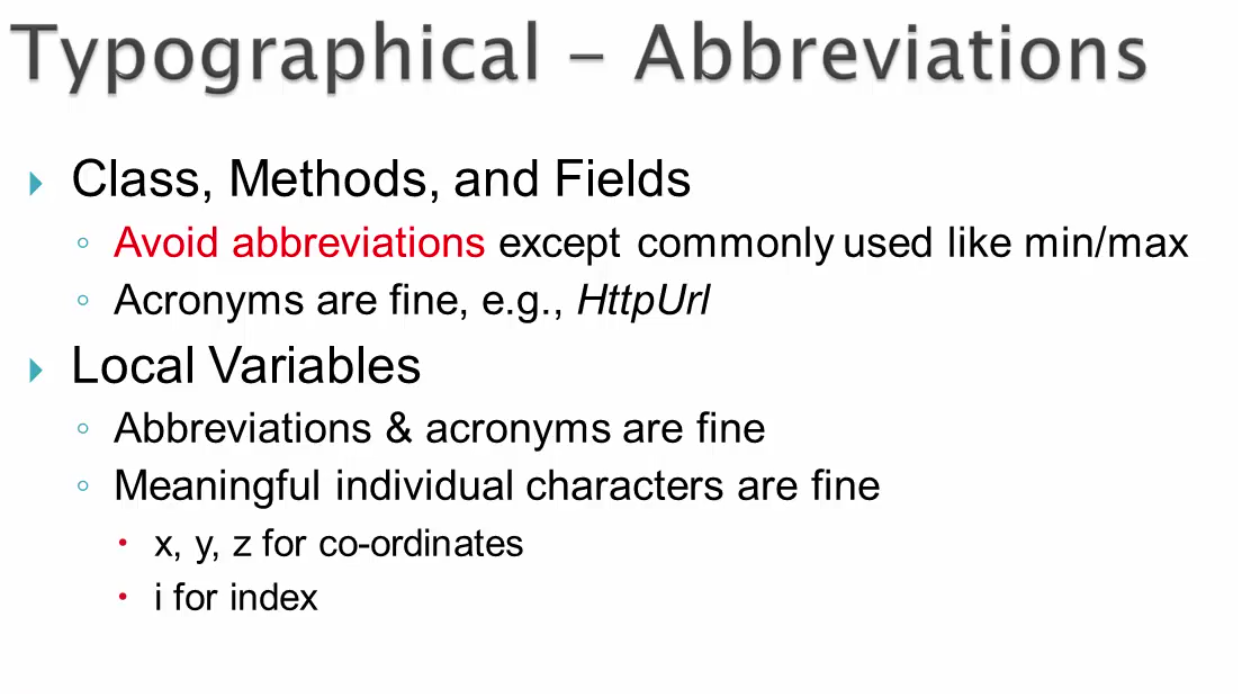 Typographical – Abbreviations
Class, Methods, and Fields
Avoid abbreviations except commonly used like min/max
Acronyms are fine, e.g., HttpUrl
Local Variables
Abbreviations & acronyms are fine
Meaningful individual characters are fine
x, y, z for co-ordinates
i for index